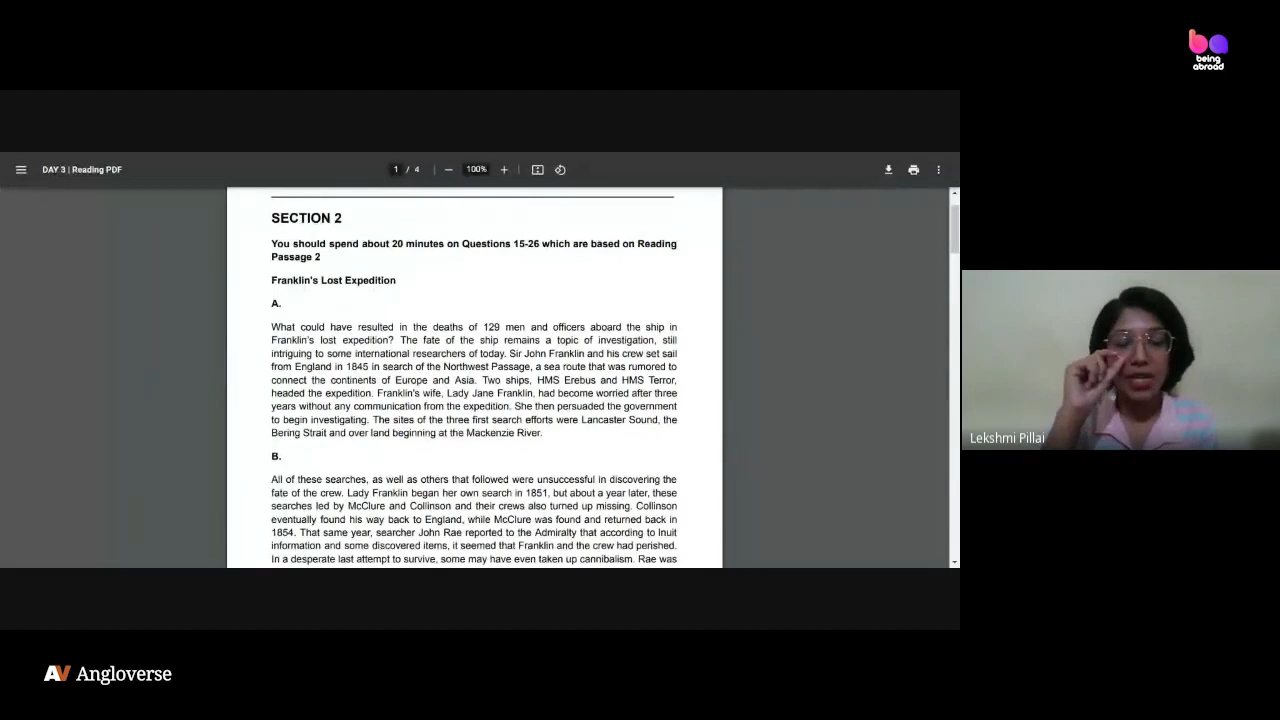 being
abroad
DAY 3 | Reading PDF
1 / 4
100%
SECTION 2
You should spend about 20 minutes on Questions 15-26 which are based on Reading
Passage 2
Franklin's Lost Expedition
A.
What could have resulted in the deaths of 129 men and officers aboard the ship in
Franklin's lost expedition? The fate of the ship remains a topic of investigation, still
intriguing to some international researchers of today. Sir John Franklin and his crew set sail
from England in 1845 in search of the Northwest Passage, a sea route that was rumored to
connect the continents of Europe and Asia. Two ships, HMS Erebus and HMS Terror,
headed the expedition. Franklin's wife, Lady Jane Franklin, had become worried after three
years without any communication from the expedition. She then persuaded the government
to begin investigating. The sites of the three first search efforts were Lancaster Sound, the
Bering Strait and over land beginning at the Mackenzie River.
B.
All of these searches, as well as others that followed were unsuccessful in discovering the
fate of the crew. Lady Franklin began her own search in 1851, but about a year later, these
searches led by McClure and Collinson and their crews also turned up missing. Collinson
eventually found his way back to England, while McClure was found and returned back in
1854. That same year, searcher John Rae reported to the Admiralty that according to Inuit
information and some discovered items, it seemed that Franklin and the crew had perished.
In a desperate last attempt to survive, some may have even taken up cannibalism. Rae was
Lekshmi Pillai
AV Angloverse